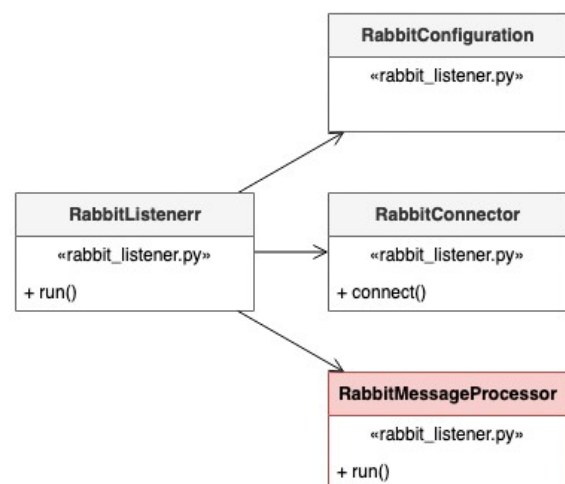 RabbitConfiguration
«rabbit_listener.py»
RabbitListenerr
«rabbit_listener.py»
+ run()
RabbitConnector
«rabbit_listener.py»
+ connect()
RabbitMessageProcessor
«rabbit_listener.py»
+ run()